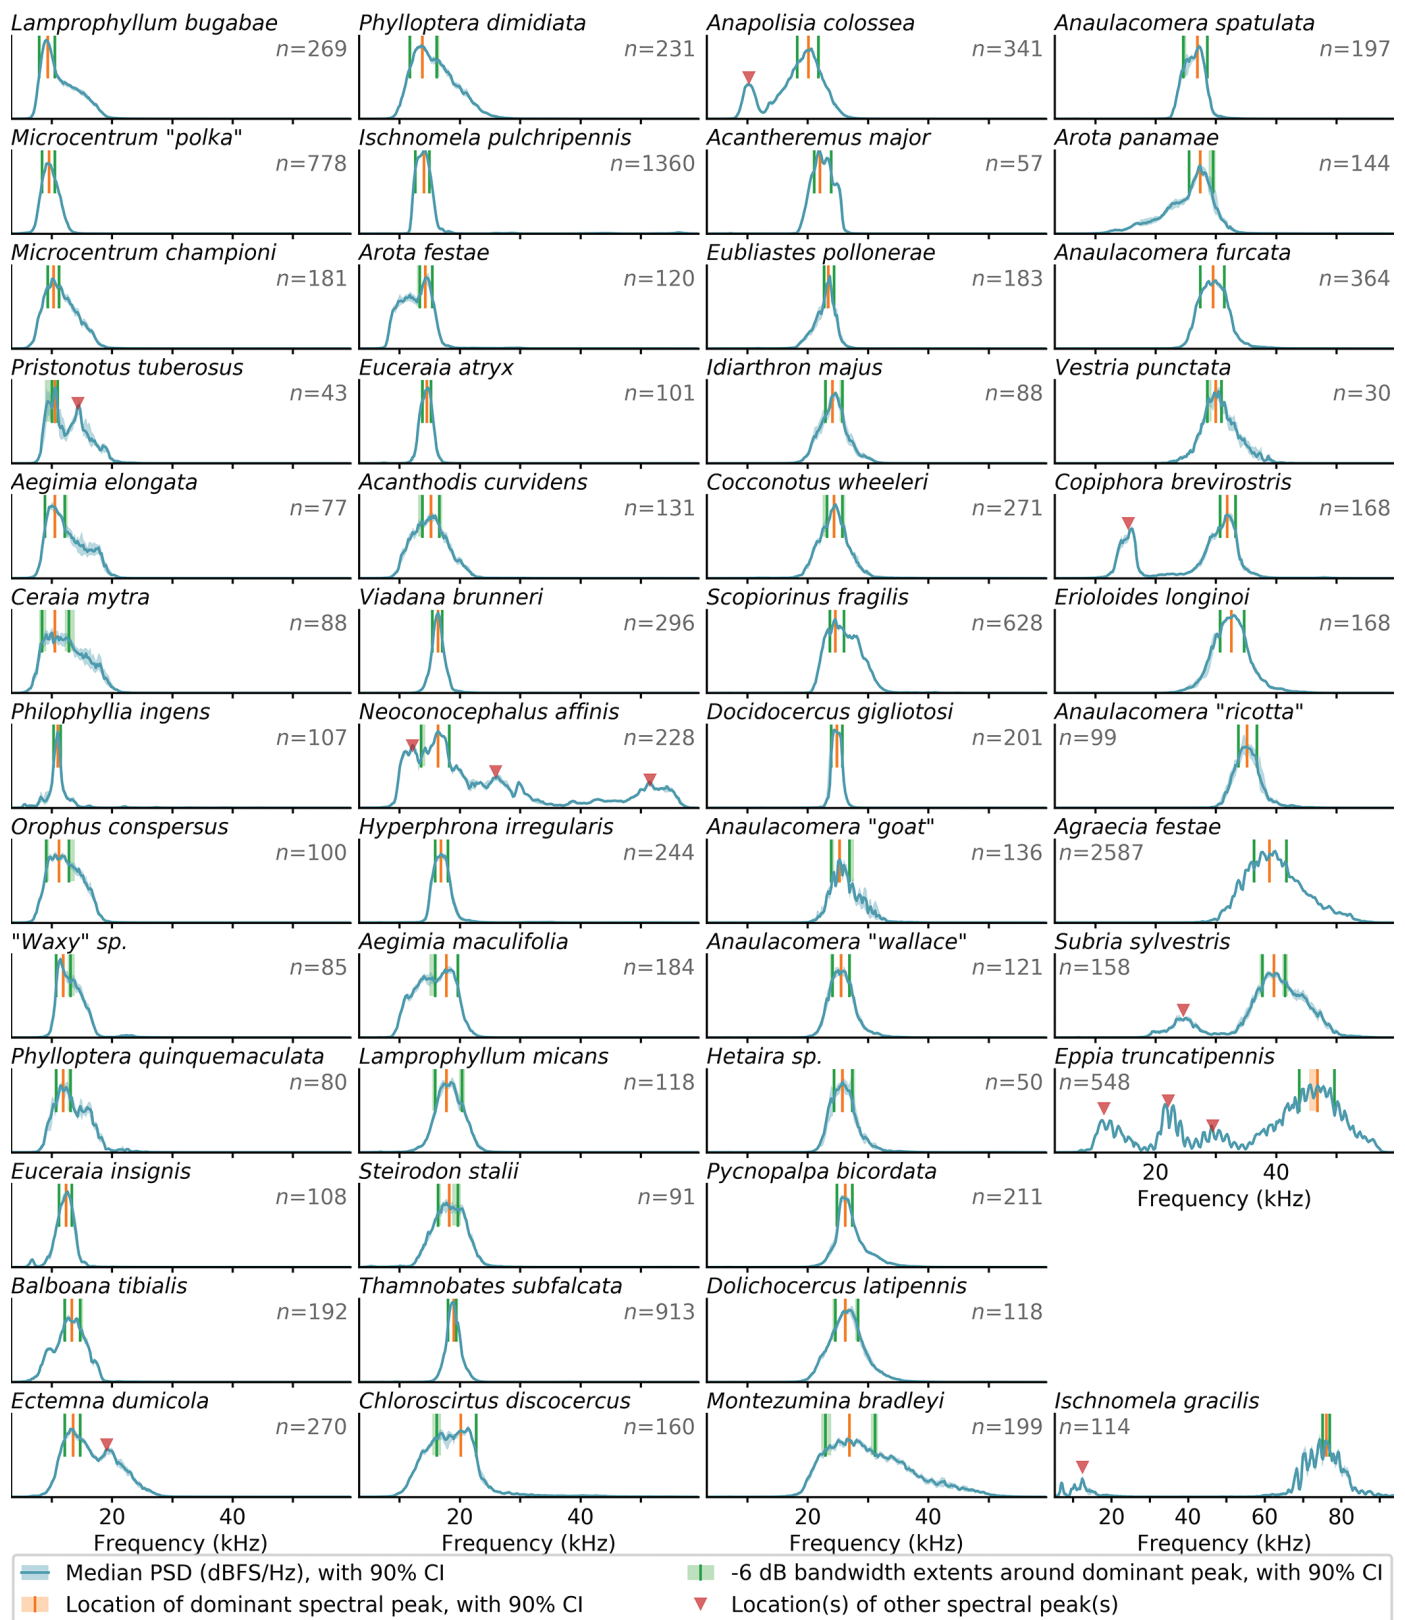 Lamprophyllum bugabae
n=269
Phylloptera dimidiata
n=231
Anapolisia colossea
n=341
Anaulacomera spatulata
n=197
Microcentrum "polka"
n=778
Ischnomela pulchripennis
n=1360
Acantheremus major
n=57
Arota panamae
n=144
Microcentrum championi
n=181
Arota festae
n=120
Eubliastes pollonerae
n=183
Anaulacomera furcata
n=364
Pristonotus tuberosus
n=43
Euceraia atryx
n=101
Idiarthron majus
n=88
Vestria punctata
n=30
Aegimia elongata
n=77
Acanthodis curvidens
n=131
Cocconotus wheeleri
n=271
Copiphora brevirostris
n=168
Ceraia mytra
n=88
Viadana brunneri
n=296
Scopiorinus fragilis
n=628
Erioloides longinoi
n=168
Philophyllia ingens
n=107
Neoconocephalus affinis
n=228
Docidocercus gigliotosi
n=201
Anaulacomera "ricotta"
n=99
Orophus conspersus
n=100
Hyperphrona irregularis
n=244
Anaulacomera "goat"
n=136
Agraecia festae
n=2587
"Waxy" sp.
n=85
Aegimia maculifolia
n=184
Anaulacomera "wallace"
n=121
Subria sylvestris
n=158
Phylloptera quinquemaculata
n=80
Lamprophyllum micans
n=118
Hetaira sp.
n=50
Eppia truncatipennis
n=548
20 40
Frequency (kHz)
Euceraia insignis
n=108
Steirodon stalii
n=91
Pycnopalpa bicordata
n=211
Balboana tibialis
n=192
Thamnobates subfalcata
n=913
Dolichocercus latipennis
n=118
Ectemna dumicola
n=270
Chloroscirtus discocercus
n=160
Montezumina bradleyi
n=199
Ischnomela gracilis
n=114
20 40
20 40
20 40
20 40 60 80
Frequency (kHz)
Frequency (kHz)
Frequency (kHz)
Frequency (kHz)
Median PSD (dBFS/Hz), with 90% CI
Location of dominant spectral peak, with 90% CI
-6 dB bandwidth extents around dominant peak, with 90% CI
Location(s) of other spectral peak(s)